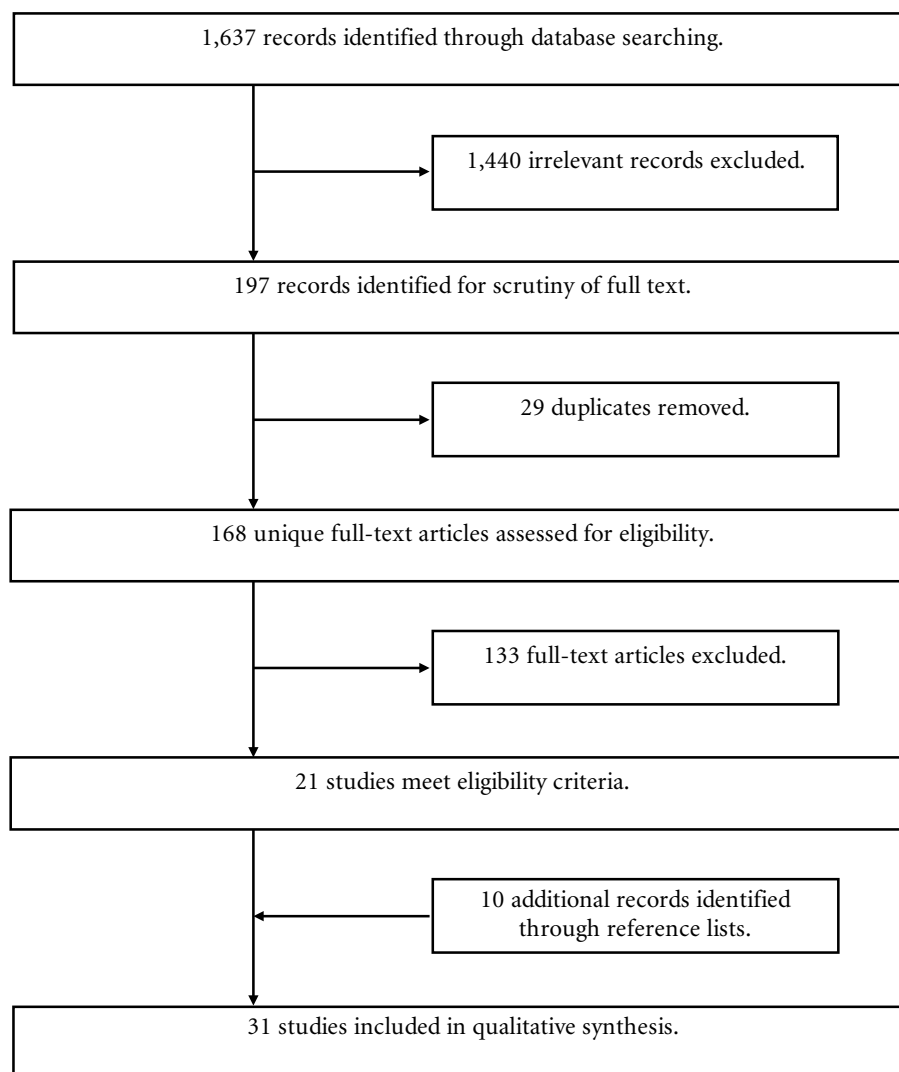 1,637 records identified through database searching.
1,440 irrelevant records excluded.
197 records identified for scrutiny of full text.
29 duplicates removed.
168 unique full-text articles assessed for eligibility.
133 full-text articles excluded.
21 studies meet eligibility criteria.
10 additional records identified
through reference lists.
31 studies included in qualitative synthesis.